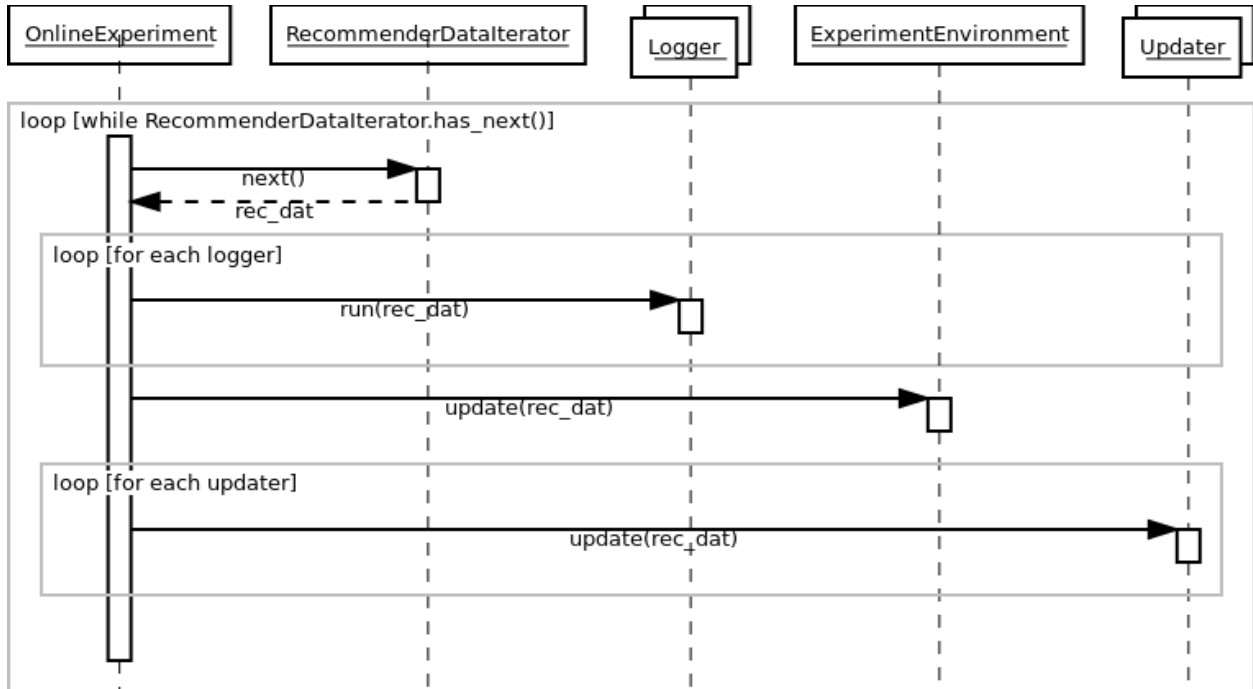 OnlineExperiment
RecommenderDataIterator
Logger
ExperimentEnvironment
Updater
loop [while RecommenderDataIterator.has_next()]
next()
rec_dat
loop [for each logger]
run(rec_dat)
update(rec_dat)
loop [for each updater]
update(rec_dat)